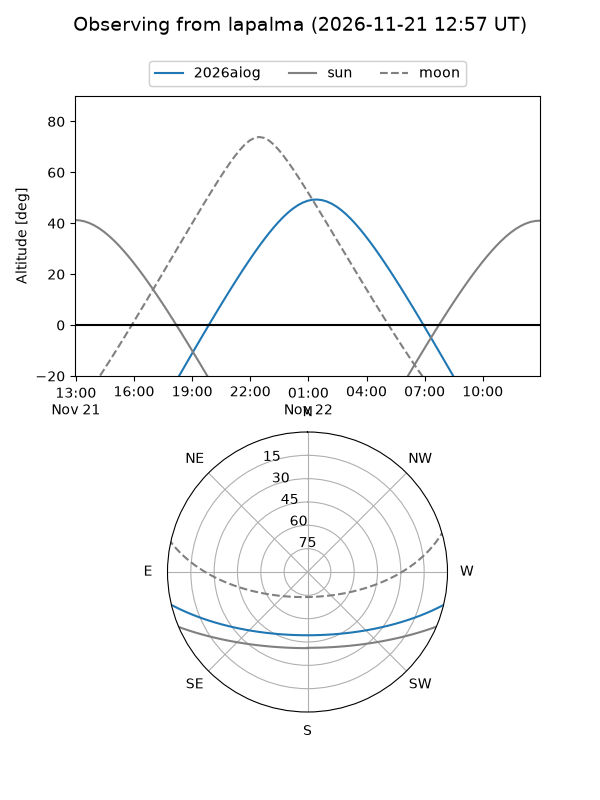 Observing from lapalma (2026-11-21 12:57 UT)
2026aiog sun moon
80
60
40
20
0
−20
Altitude [deg]
13:00 16:00 19:00 22:00 01:00 04:00 07:00 10:00
Nov 21 Nov 22
N
NE NW
15
30
45
60
75
E W
SE SW
S